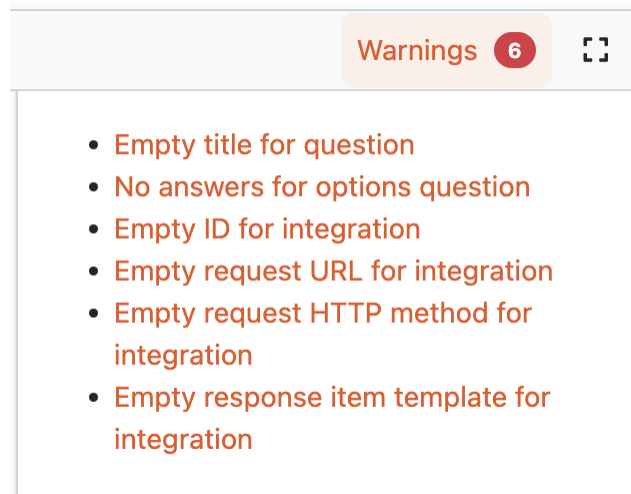 Warnings 6
Empty title for question
No answers for options question
Empty ID for integration
Empty request URL for integration
Empty request HTTP method for
integration
Empty response item template for
integration